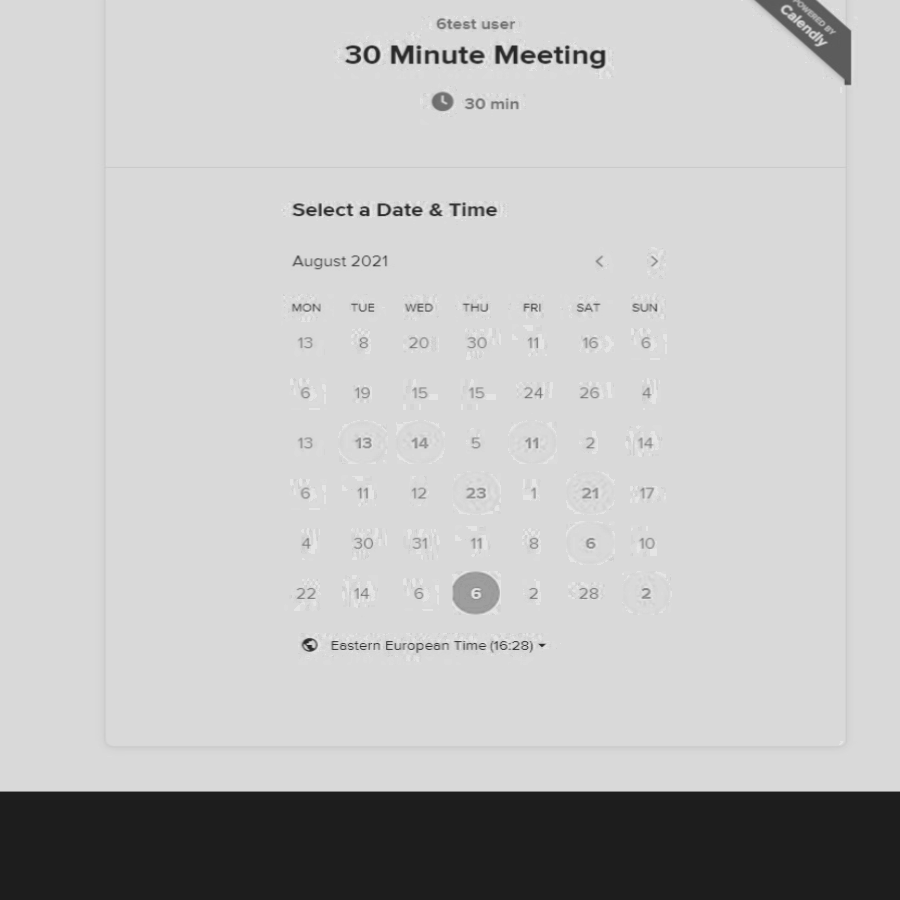 POWERED BY
Calendly
6test user
30 Minute Meeting
30 min
Select a Date & Time
August 2021
MON TUE WED THU FRI SAT SUN
13 8 20 30 11 16 6
6 19 15 15 24 26 4
13 13 14 5 11 2 14
6 11 12 23 1 21 17
4 30 31 11 8 6 10
22 14 6 6 2 28 2
Eastern European Time (16:28)